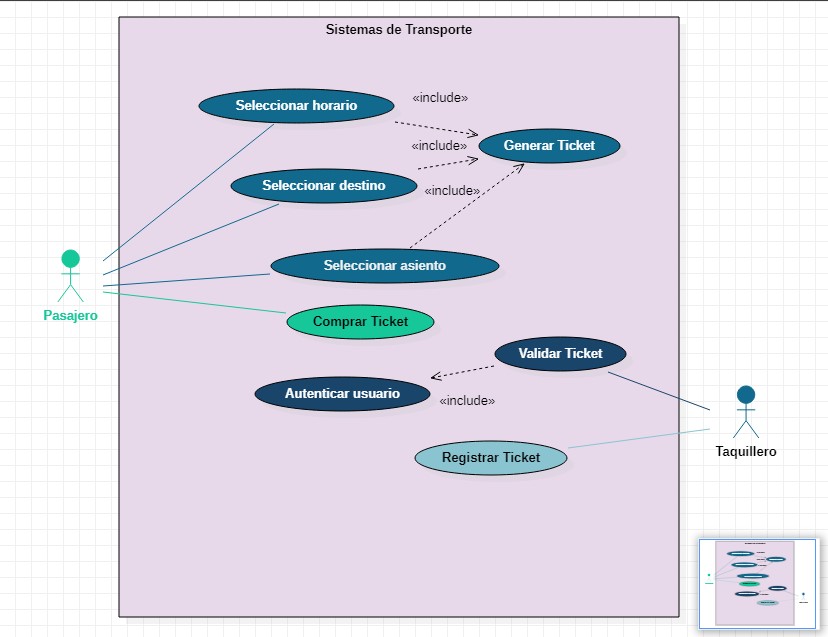 Sistemas de Transporte
Seleccionar horario
«include»
Generar Ticket
«include»
Seleccionar destino
«include»
Seleccionar asiento
Pasajero
Comprar Ticket
Validar Ticket
Autenticar usuario
«include»
Taquillero
Registrar Ticket